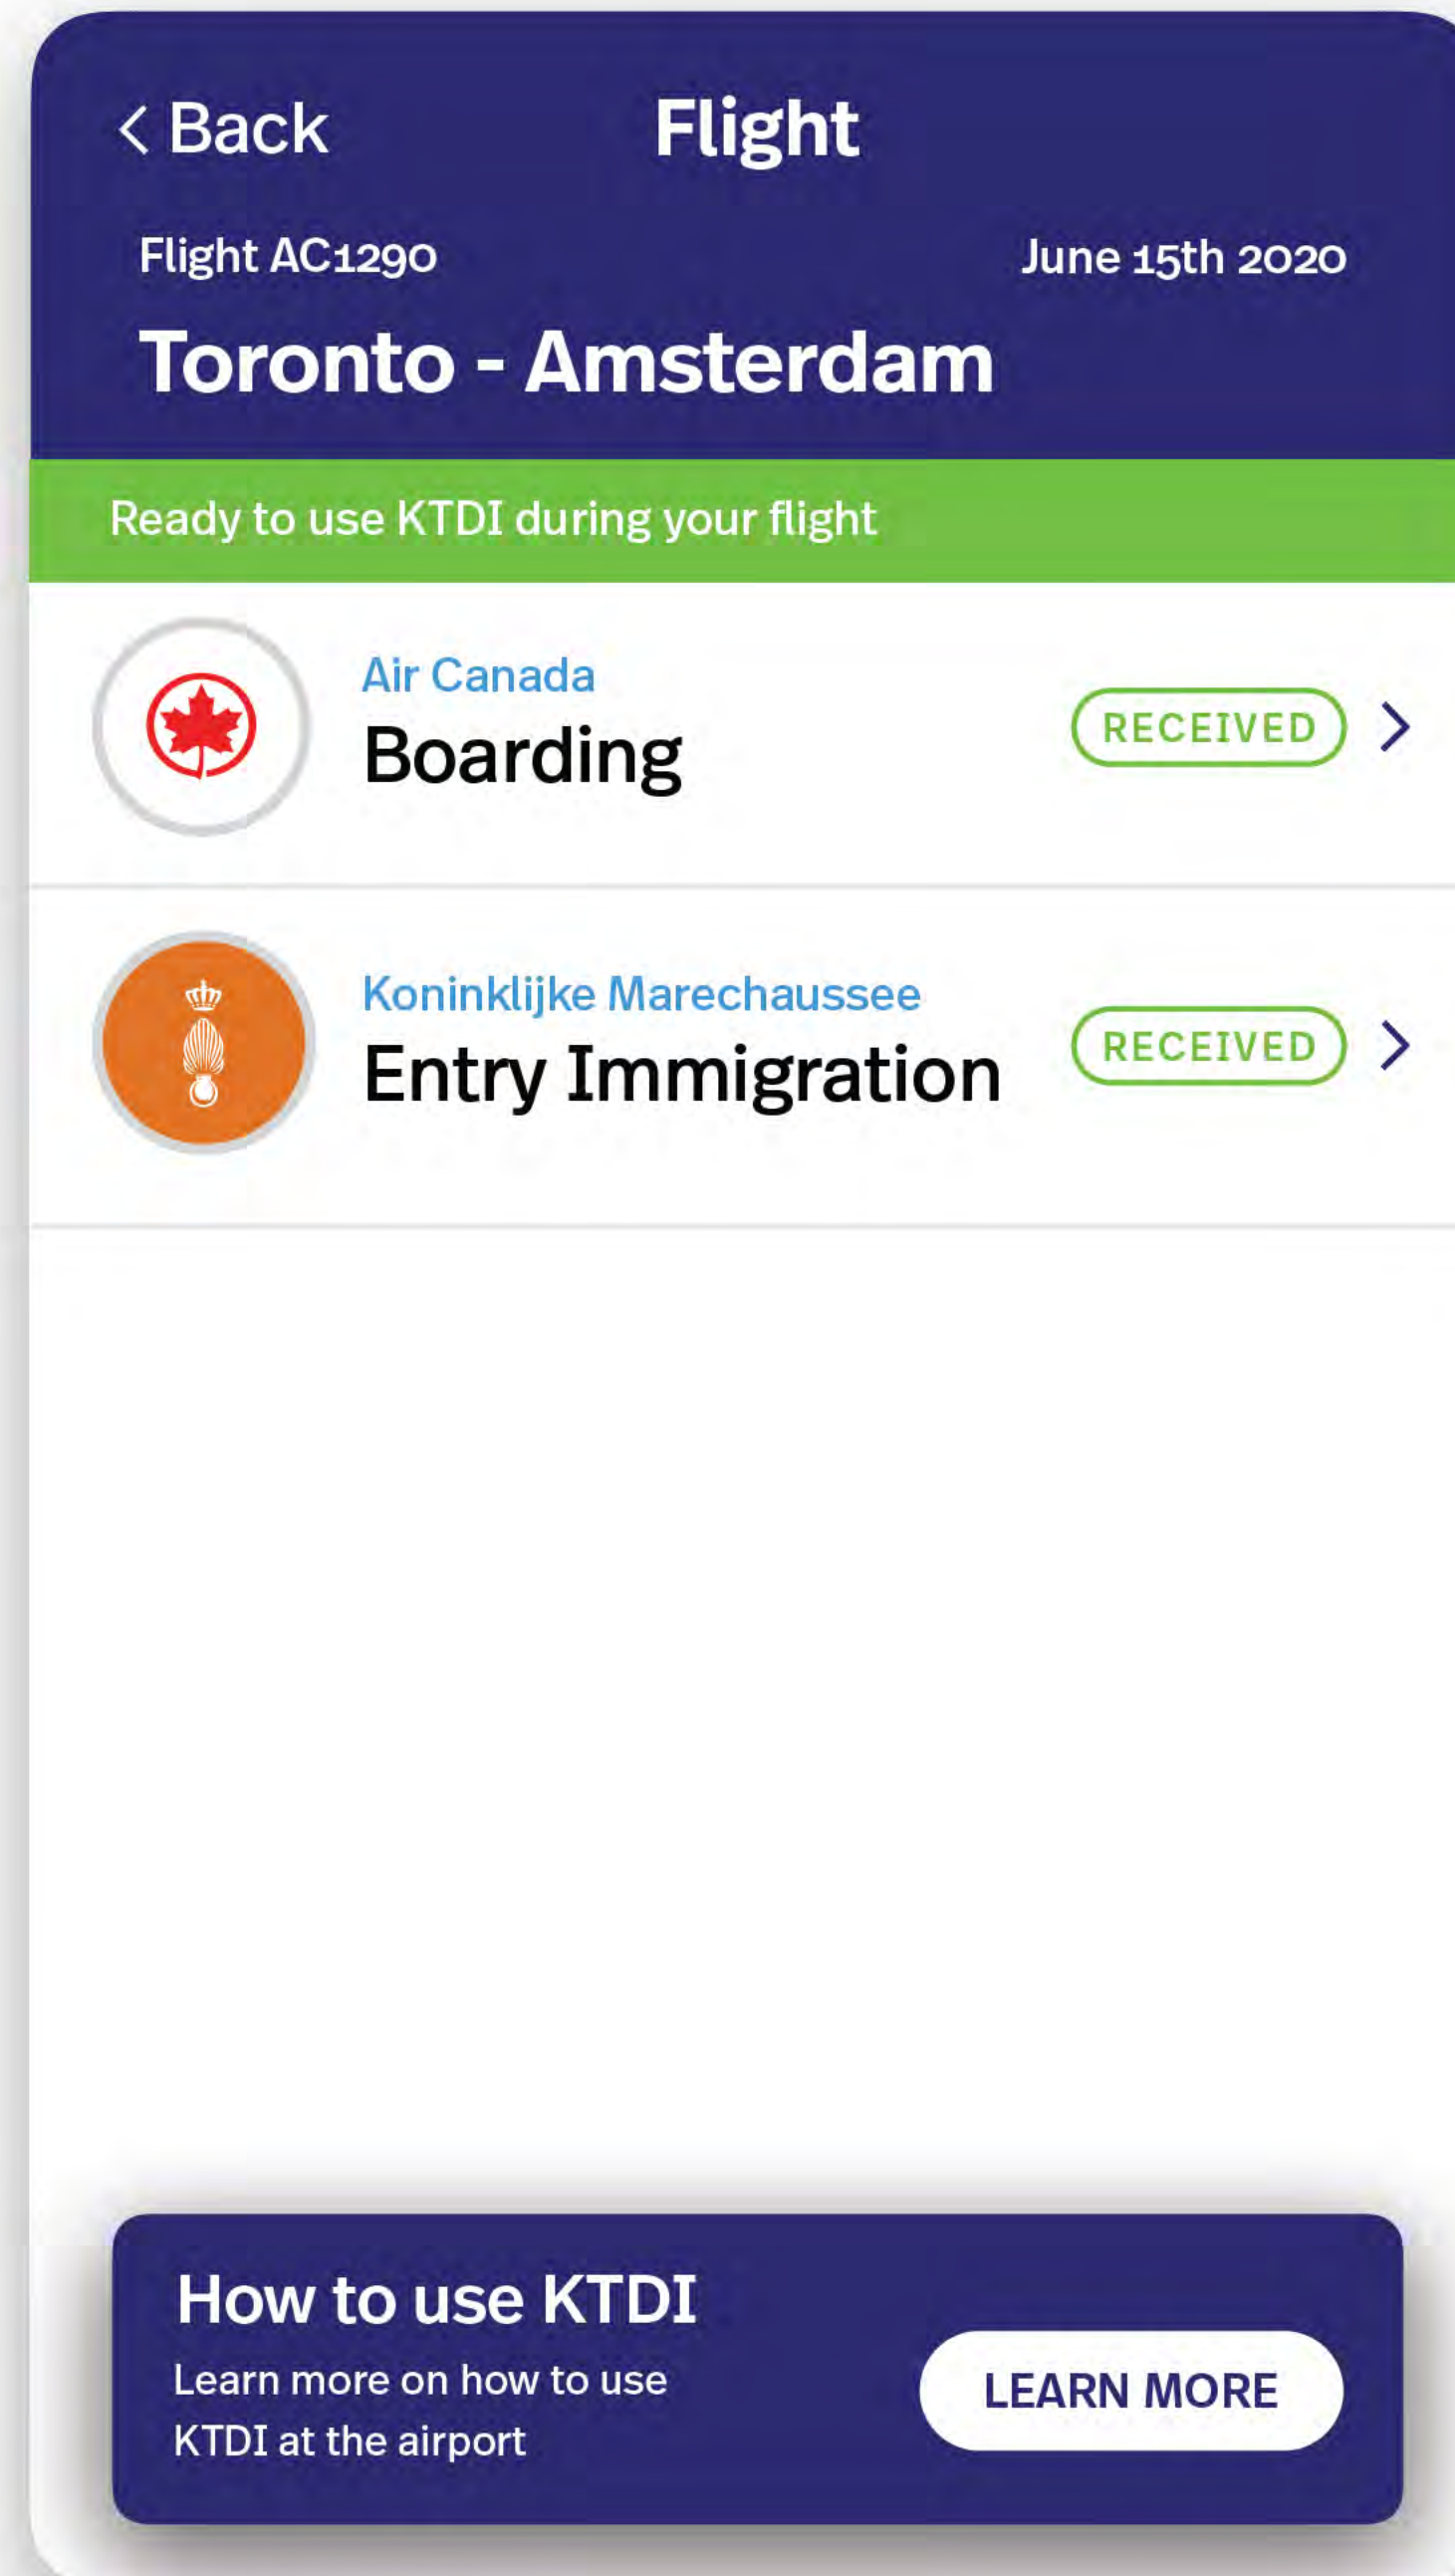 < Back
Flight
Flight AC1290
June 15th 2020
Toronto - Amsterdam
Ready to use KTDI during your flight
Air Canada
Boarding
RECEIVED
Koninklijke Marechaussee
Entry Immigration
RECEIVED
How to use KTDI
Learn more on how to use
KTDI at the airport
LEARN MORE